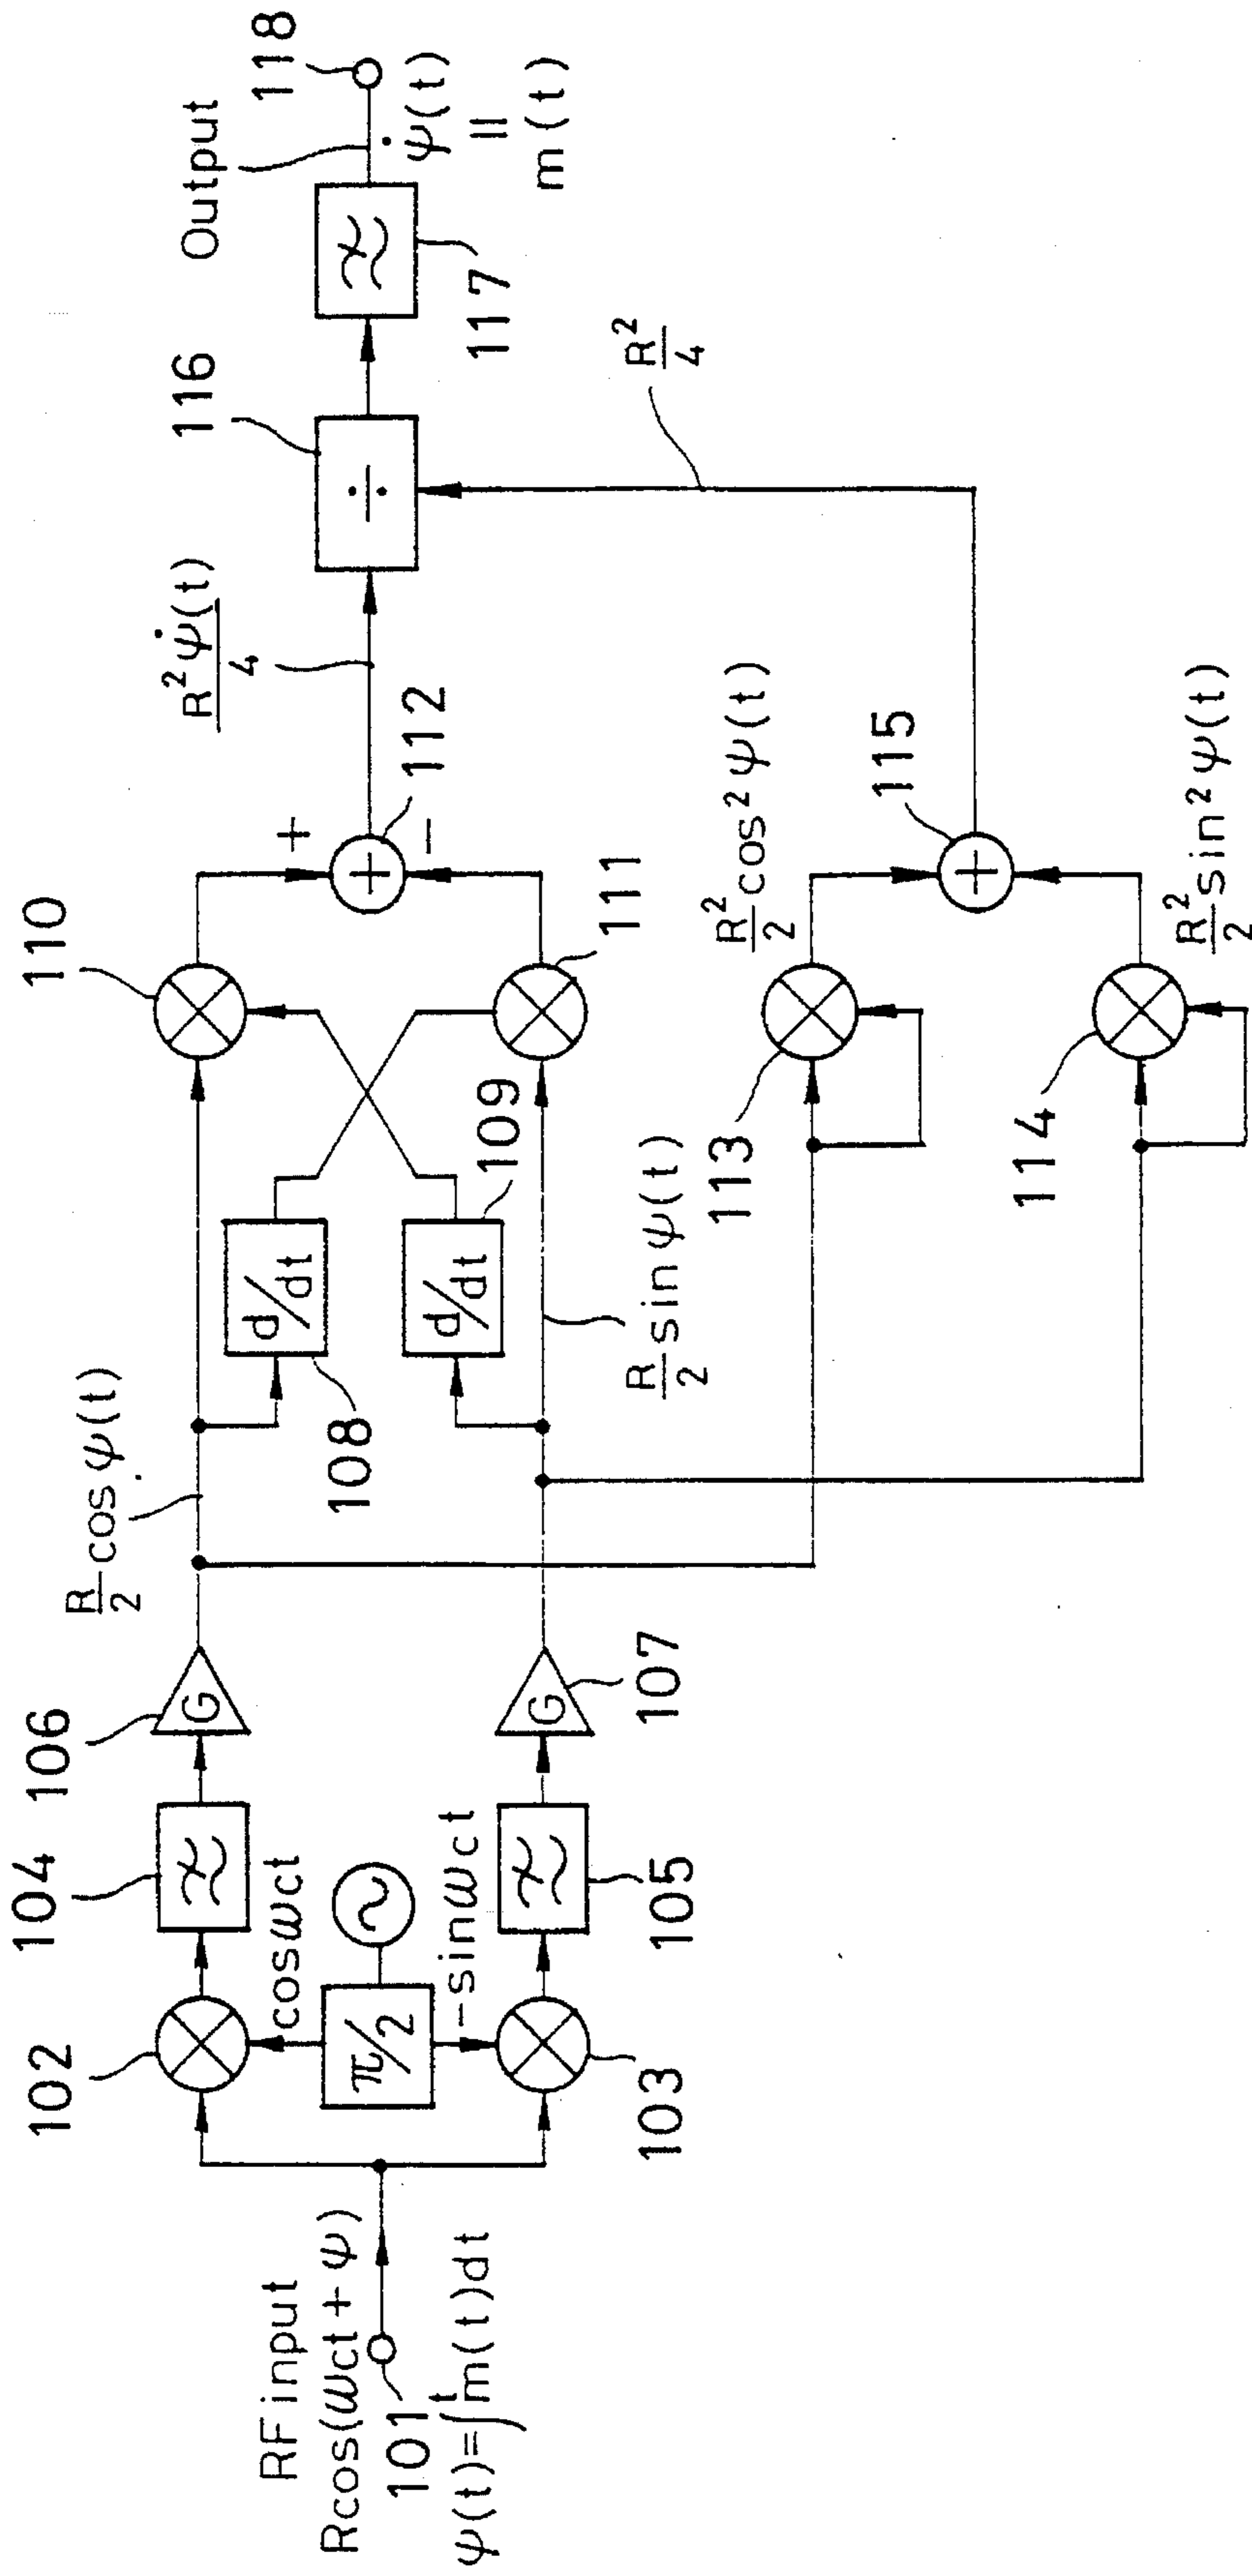 RF input
Rcos(ωct + ψ)
101
ψ(t)=∫ᵗm(t)dt
102
103
π/2
cosωct
-sinωct
104
105
106
G
107
G
R/2 cos ψ(t)
108
d/dt
109
d/dt
R/2 sin ψ(t)
110
111
+
-
112
113
114
R²/2 cos² ψ(t)
R²/2 sin² ψ(t)
115
R² ψ̇(t)/4
116
÷
R²/4
117
Output
118
ψ̇(t)
||
m(t)